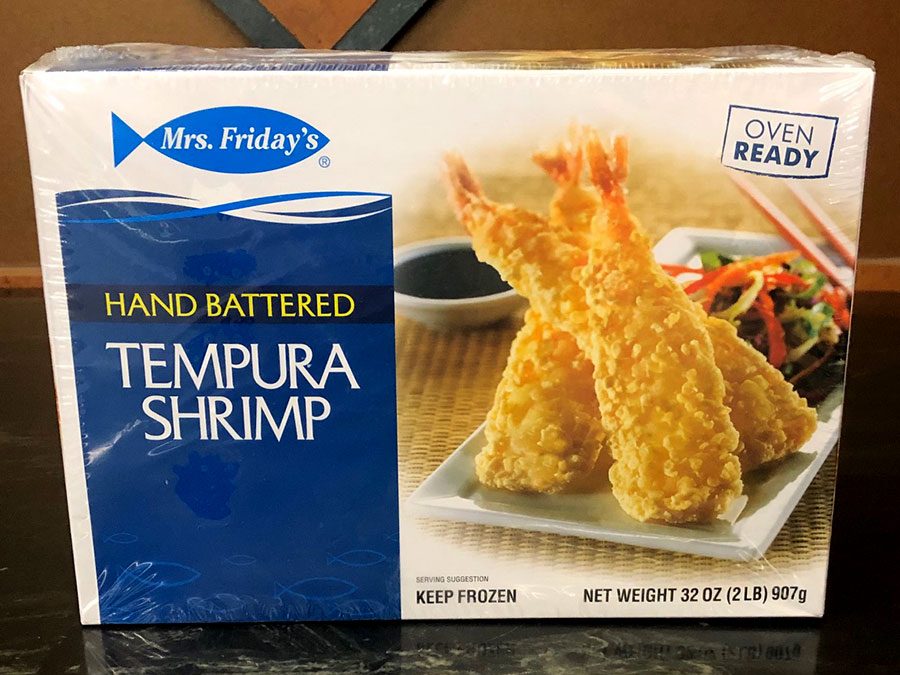 Mrs. Friday's®
OVEN
READY
HAND BATTERED
TEMPURA
SHRIMP
SERVING SUGGESTION
KEEP FROZEN
NET WEIGHT 32 OZ (2 LB) 907g